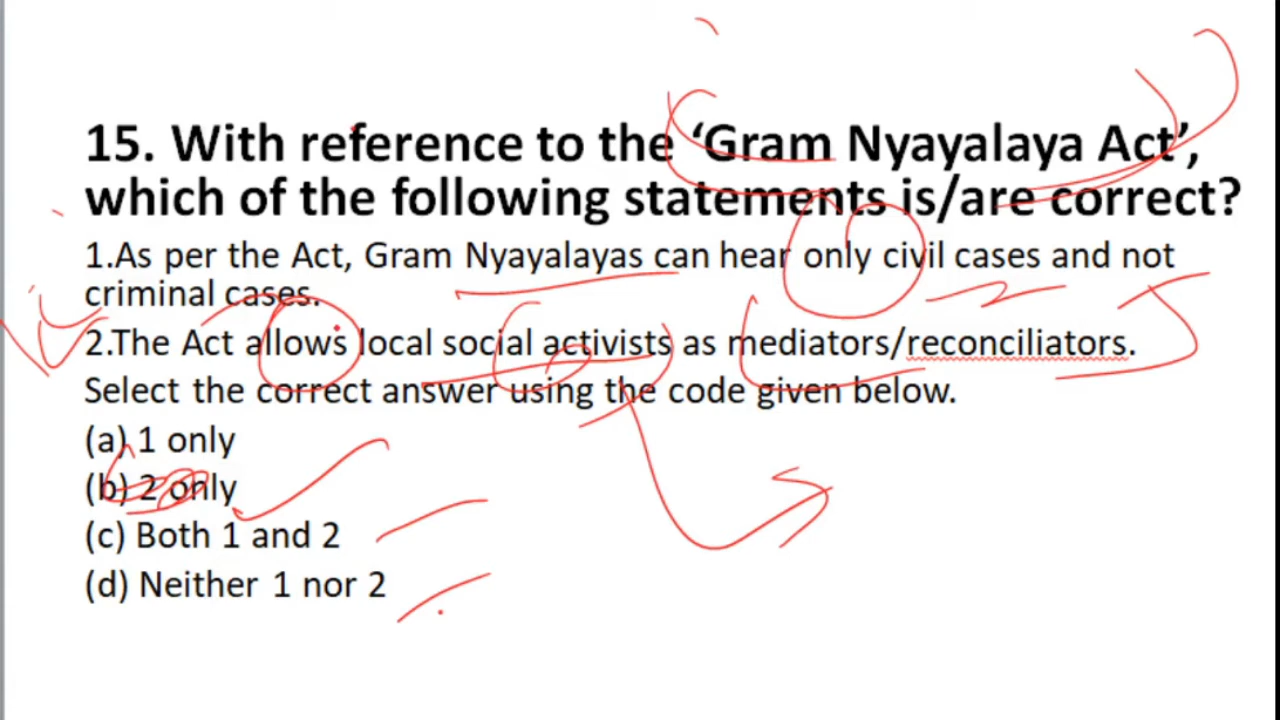 15. With reference to the ‘Gram Nyayalaya Act’,
which of the following statements is/are correct?
1.As per the Act, Gram Nyayalayas can hear only civil cases and not
criminal cases.
2.The Act allows local social activists as mediators/reconciliators.
Select the correct answer using the code given below.
(a) 1 only
(b) 2 only
(c) Both 1 and 2
(d) Neither 1 nor 2